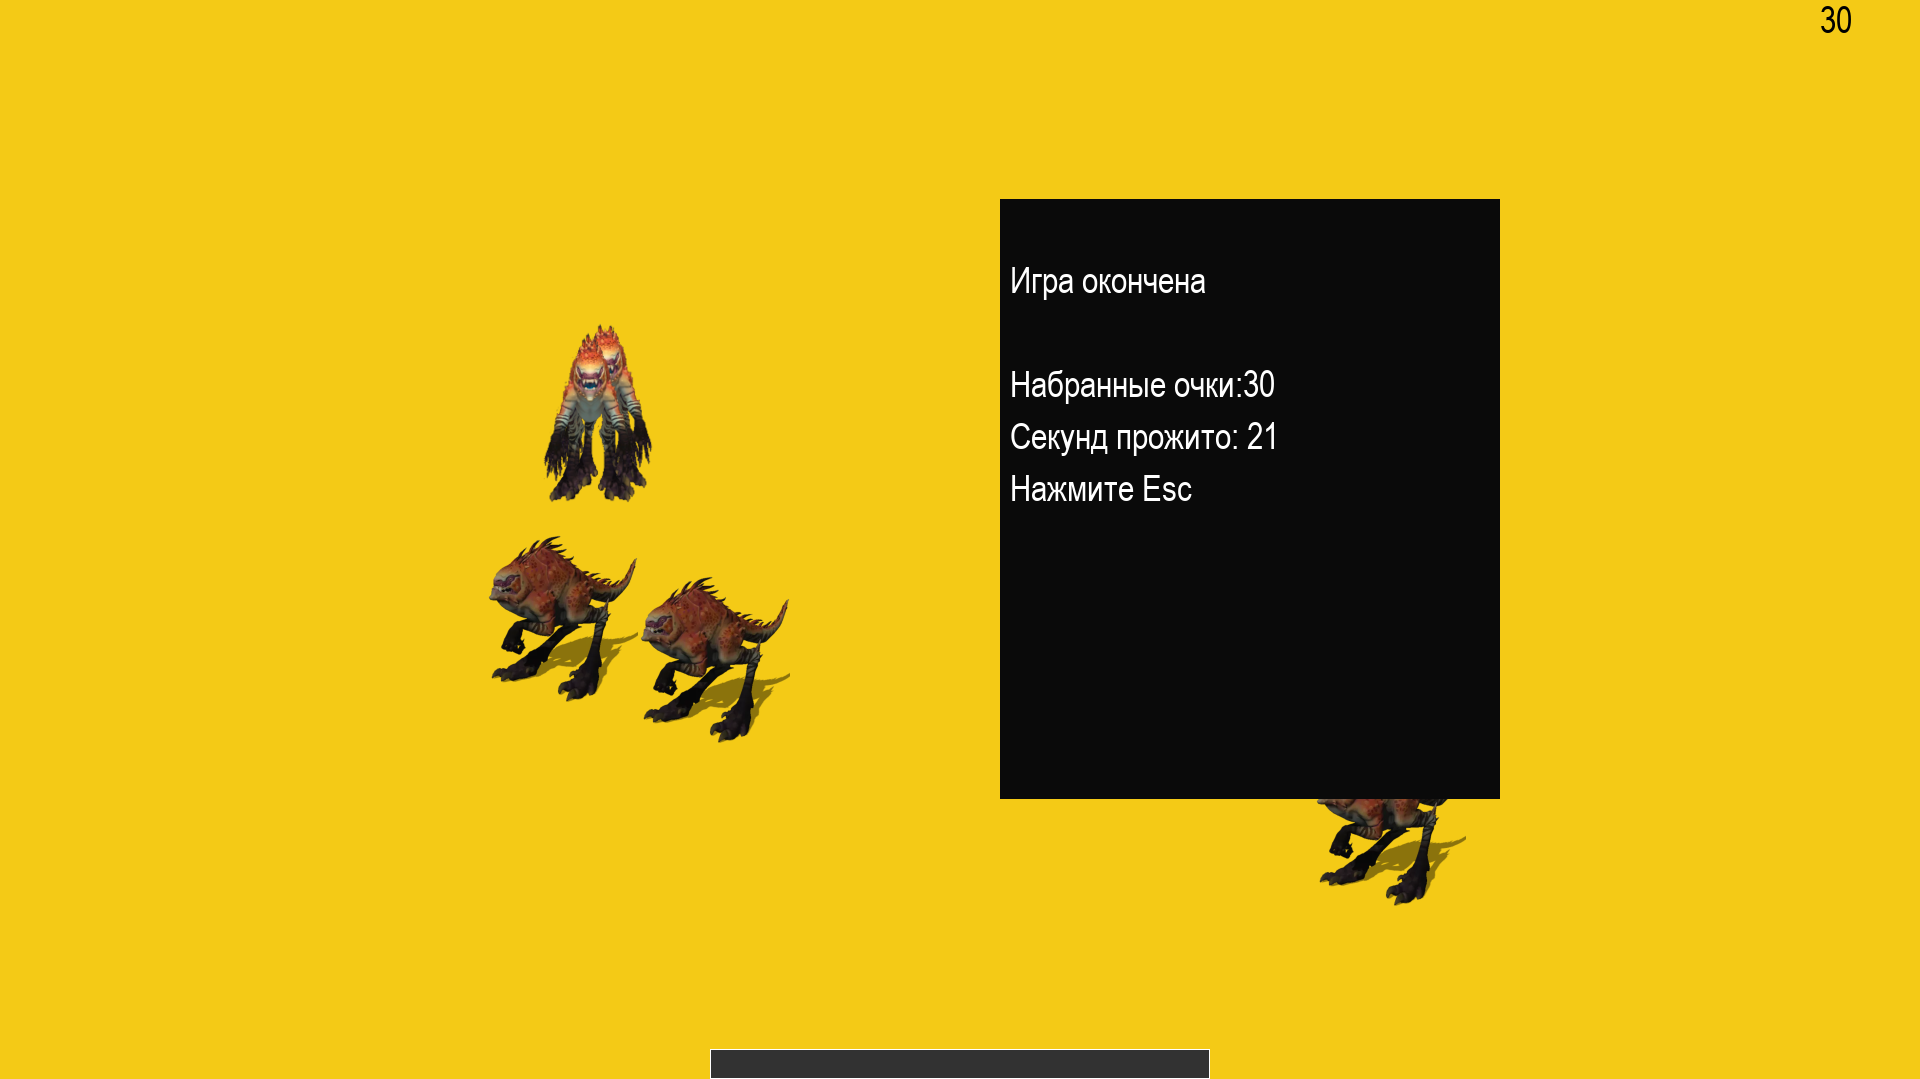 30
Игра окончена
Набранные очки:30
Секунд прожито: 21
Нажмите Esc